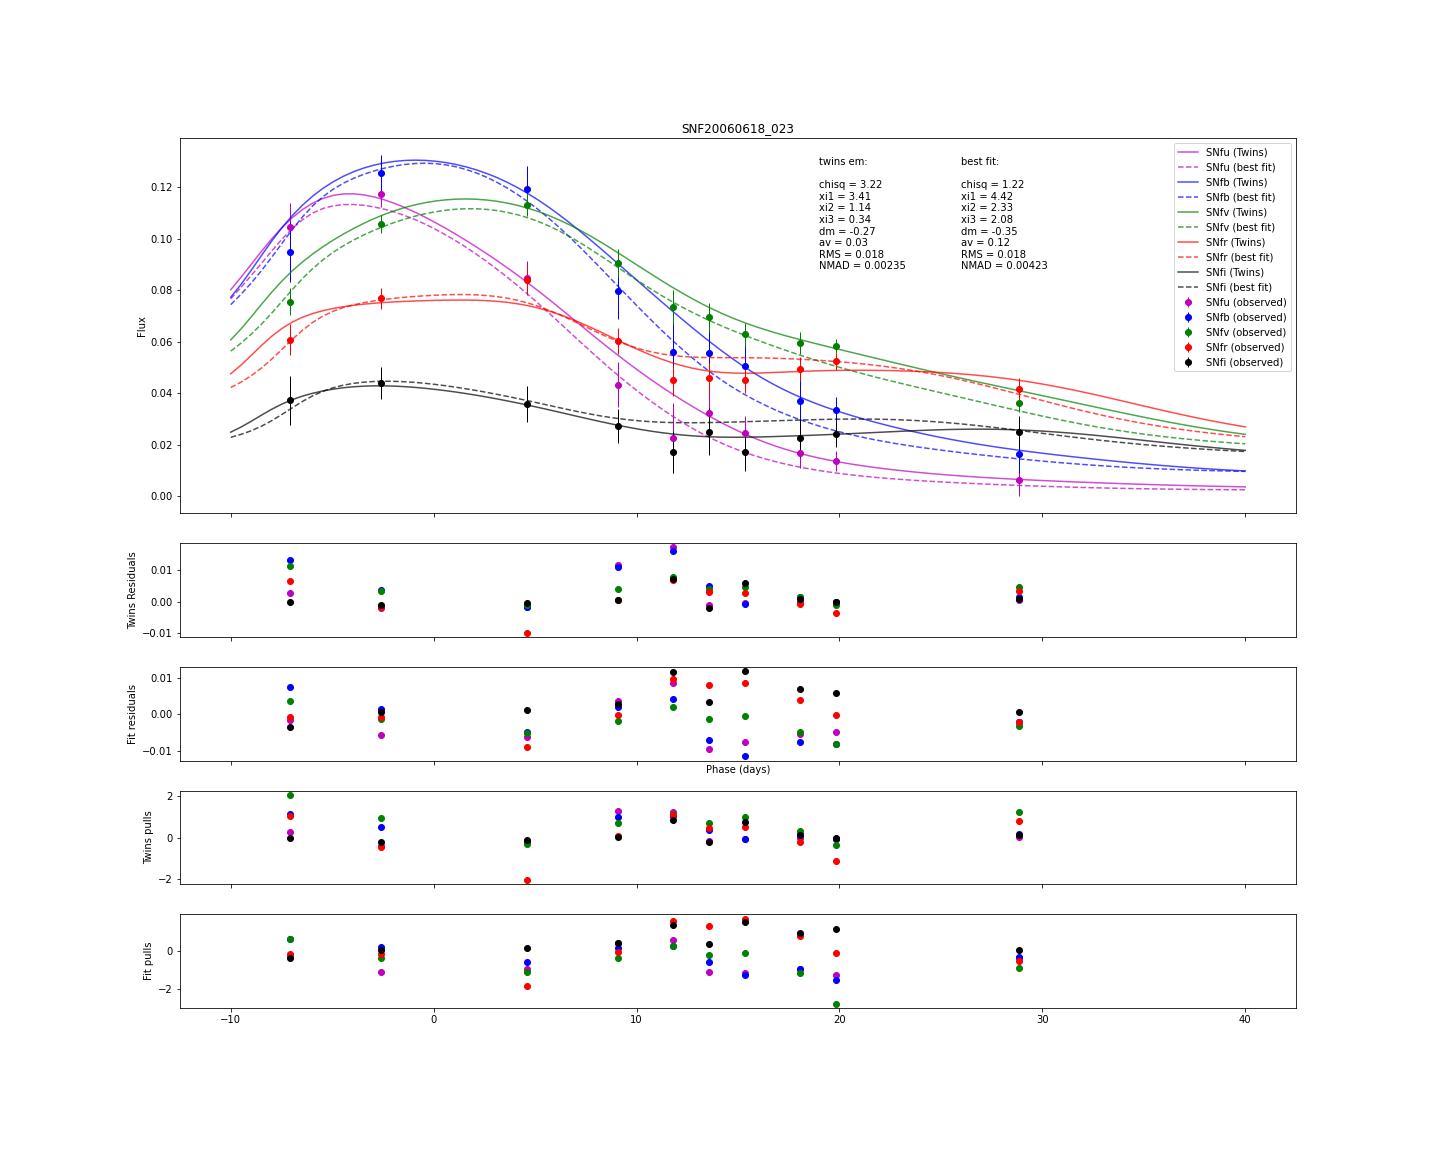 SNF20060618_023
Flux
0.12
0.10
0.08
0.06
0.04
0.02
0.00
twins em:
chisq = 3.22
xi1 = 3.41
xi2 = 1.14
xi3 = 0.34
dm = -0.27
av = 0.03
RMS = 0.018
NMAD = 0.00235
best fit:
chisq = 1.22
xi1 = 4.42
xi2 = 2.33
xi3 = 2.08
dm = -0.35
av = 0.12
RMS = 0.018
NMAD = 0.00423
SNfu (Twins)
SNfu (best fit)
SNfb (Twins)
SNfb (best fit)
SNfv (Twins)
SNfv (best fit)
SNfr (Twins)
SNfr (best fit)
SNfi (Twins)
SNfi (best fit)
SNfu (observed)
SNfb (observed)
SNfv (observed)
SNfr (observed)
SNfi (observed)
Twins Residuals
0.01
0.00
−0.01
Fit residuals
0.01
0.00
−0.01
Phase (days)
Twins pulls
2
0
−2
Fit pulls
0
−2
−10
0
10
20
30
40